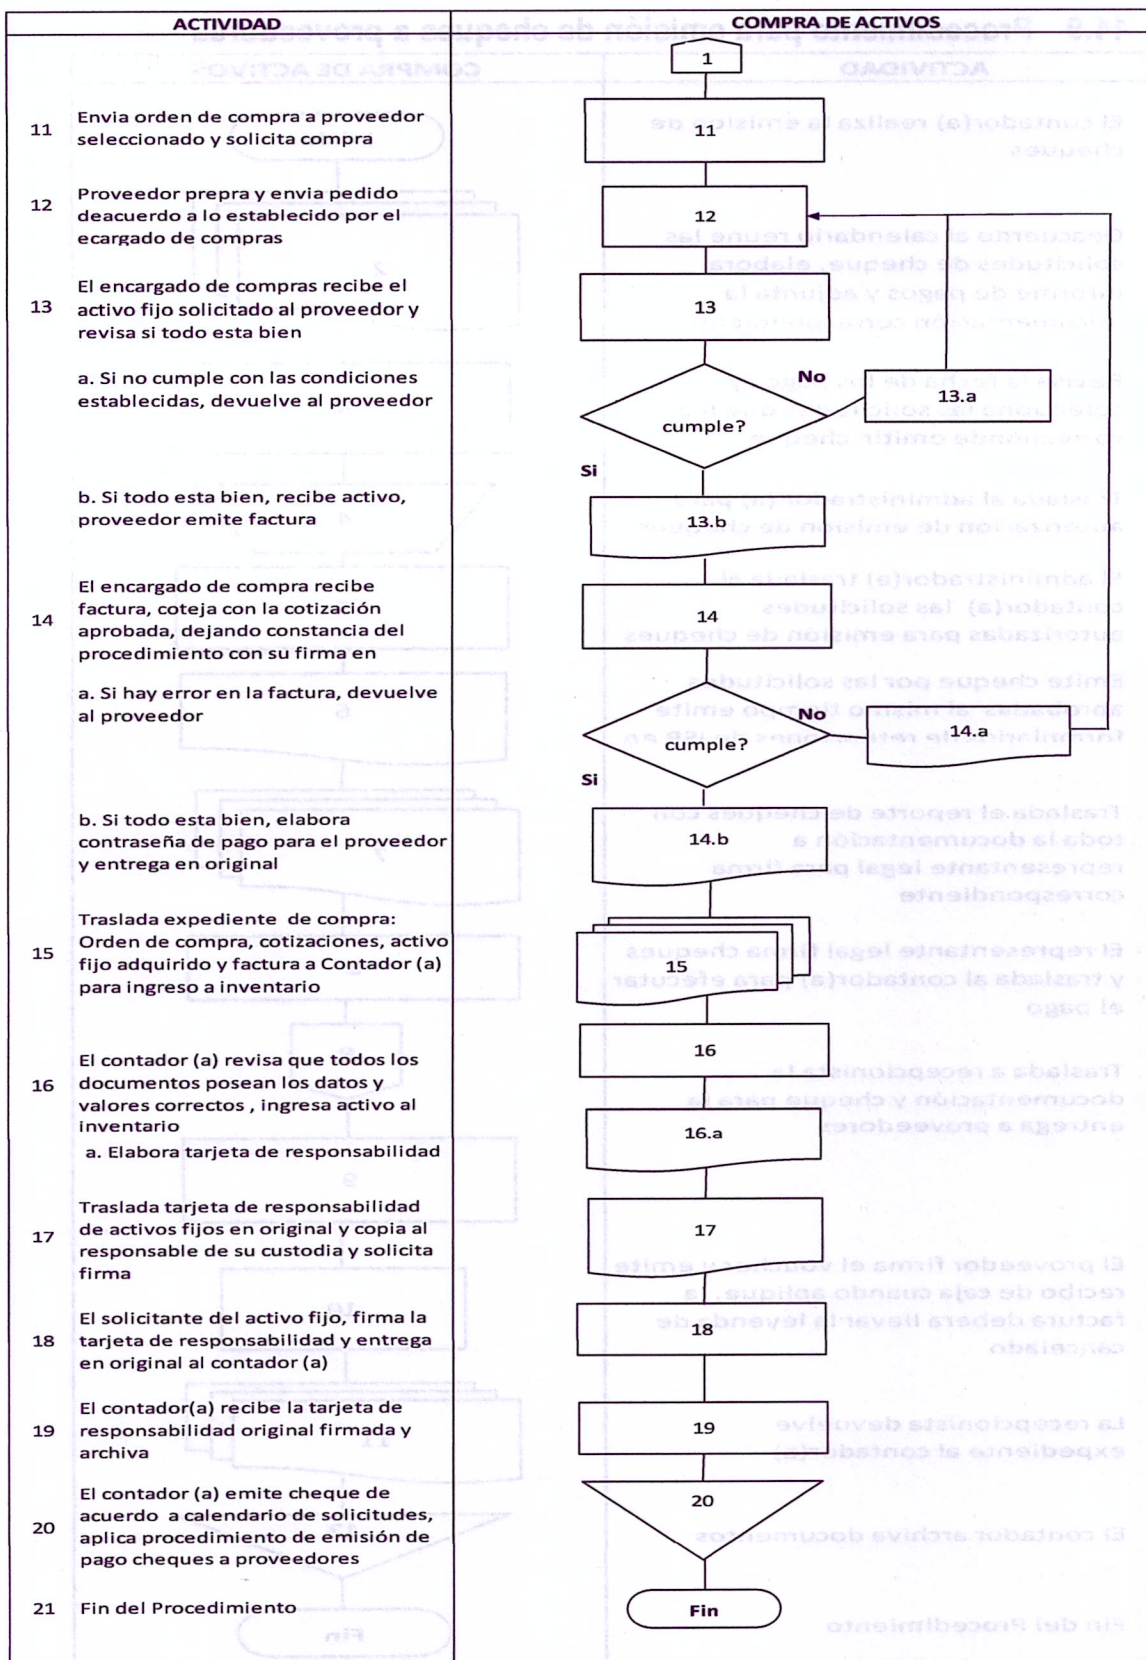 ACTIVIDAD
COMPRA DE ACTIVOS
1
11
Envia orden de compra a proveedor
seleccionado y solicita compra
11
12
Proveedor prepra y envia pedido
deacuerdo a lo establecido por el
ecargado de compras
12
13
El encargado de compras recibe el
activo fijo solicitado al proveedor y
revisa si todo esta bien
13
a. Si no cumple con las condiciones
establecidas, devuelve al proveedor
cumple?
No
13.a
Si
b. Si todo esta bien, recibe activo,
proveedor emite factura
13.b
14
El encargado de compra recibe
factura, coteja con la cotización
aprobada, dejando constancia del
procedimiento con su firma en
14
a. Si hay error en la factura, devuelve
al proveedor
cumple?
No
14.a
Si
b. Si todo esta bien, elabora
contraseña de pago para el proveedor
y entrega en original
14.b
15
Traslada expediente de compra:
Orden de compra, cotizaciones, activo
fijo adquirido y factura a Contador (a)
para ingreso a inventario
15
16
El contador (a) revisa que todos los
documentos posean los datos y
valores correctos , ingresa activo al
inventario
16
a. Elabora tarjeta de responsabilidad
16.a
17
Traslada tarjeta de responsabilidad
de activos fijos en original y copia al
responsable de su custodia y solicita
firma
17
18
El solicitante del activo fijo, firma la
tarjeta de responsabilidad y entrega
en original al contador (a)
18
19
El contador(a) recibe la tarjeta de
responsabilidad original firmada y
archiva
19
20
El contador (a) emite cheque de
acuerdo a calendario de solicitudes,
aplica procedimiento de emisión de
pago cheques a proveedores
20
21
Fin del Procedimiento
Fin